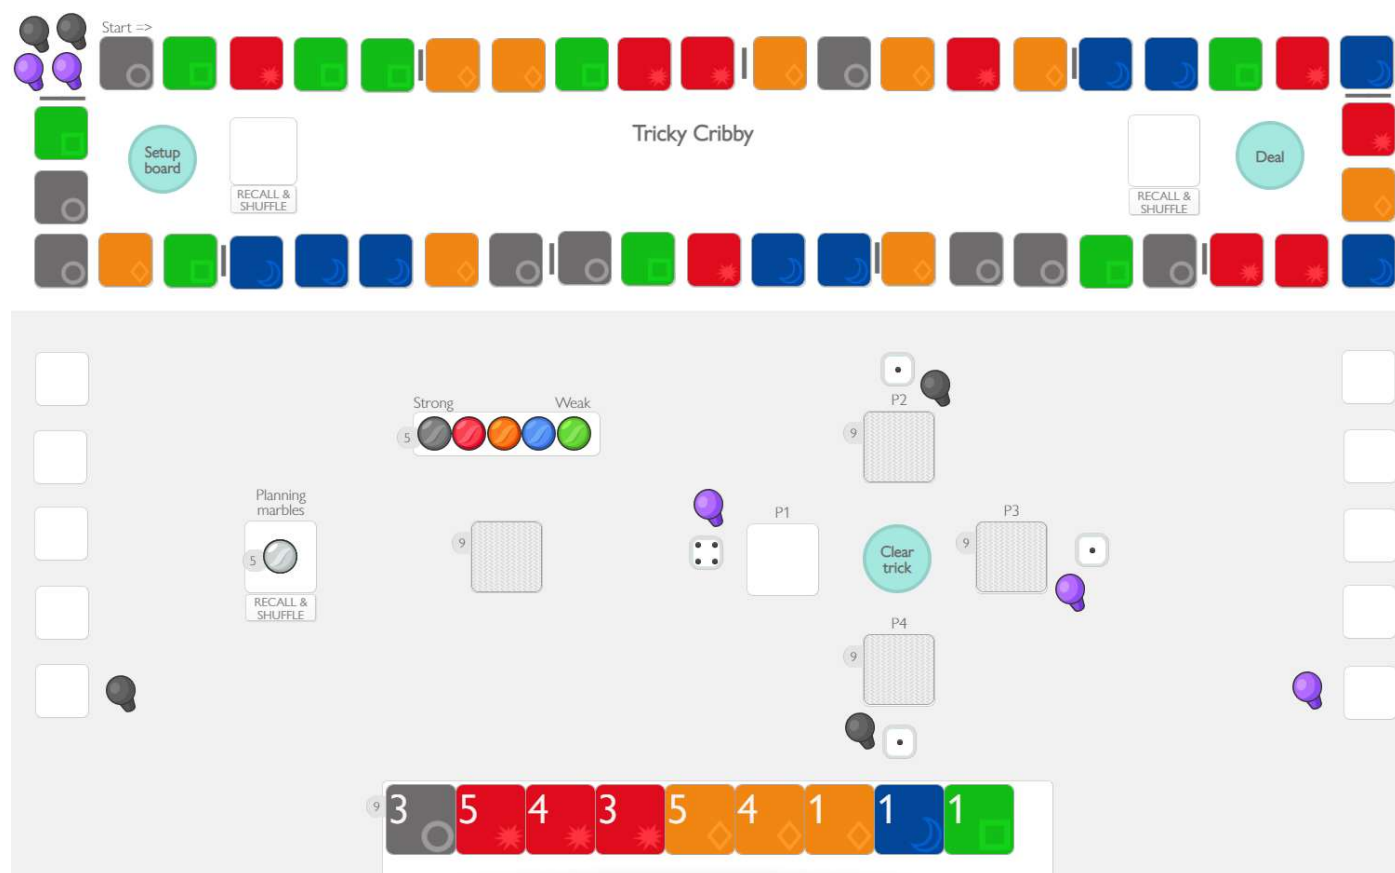 Start =>
Tricky Cribby
Setup
board
RECALL &
SHUFFLE
Deal
RECALL &
SHUFFLE
Strong Weak
5
P2
9
Planning
marbles
5
RECALL &
SHUFFLE
9
P1
Clear
trick
P3
9
P4
9
9
3 5 4 3 5 4 1 1 1